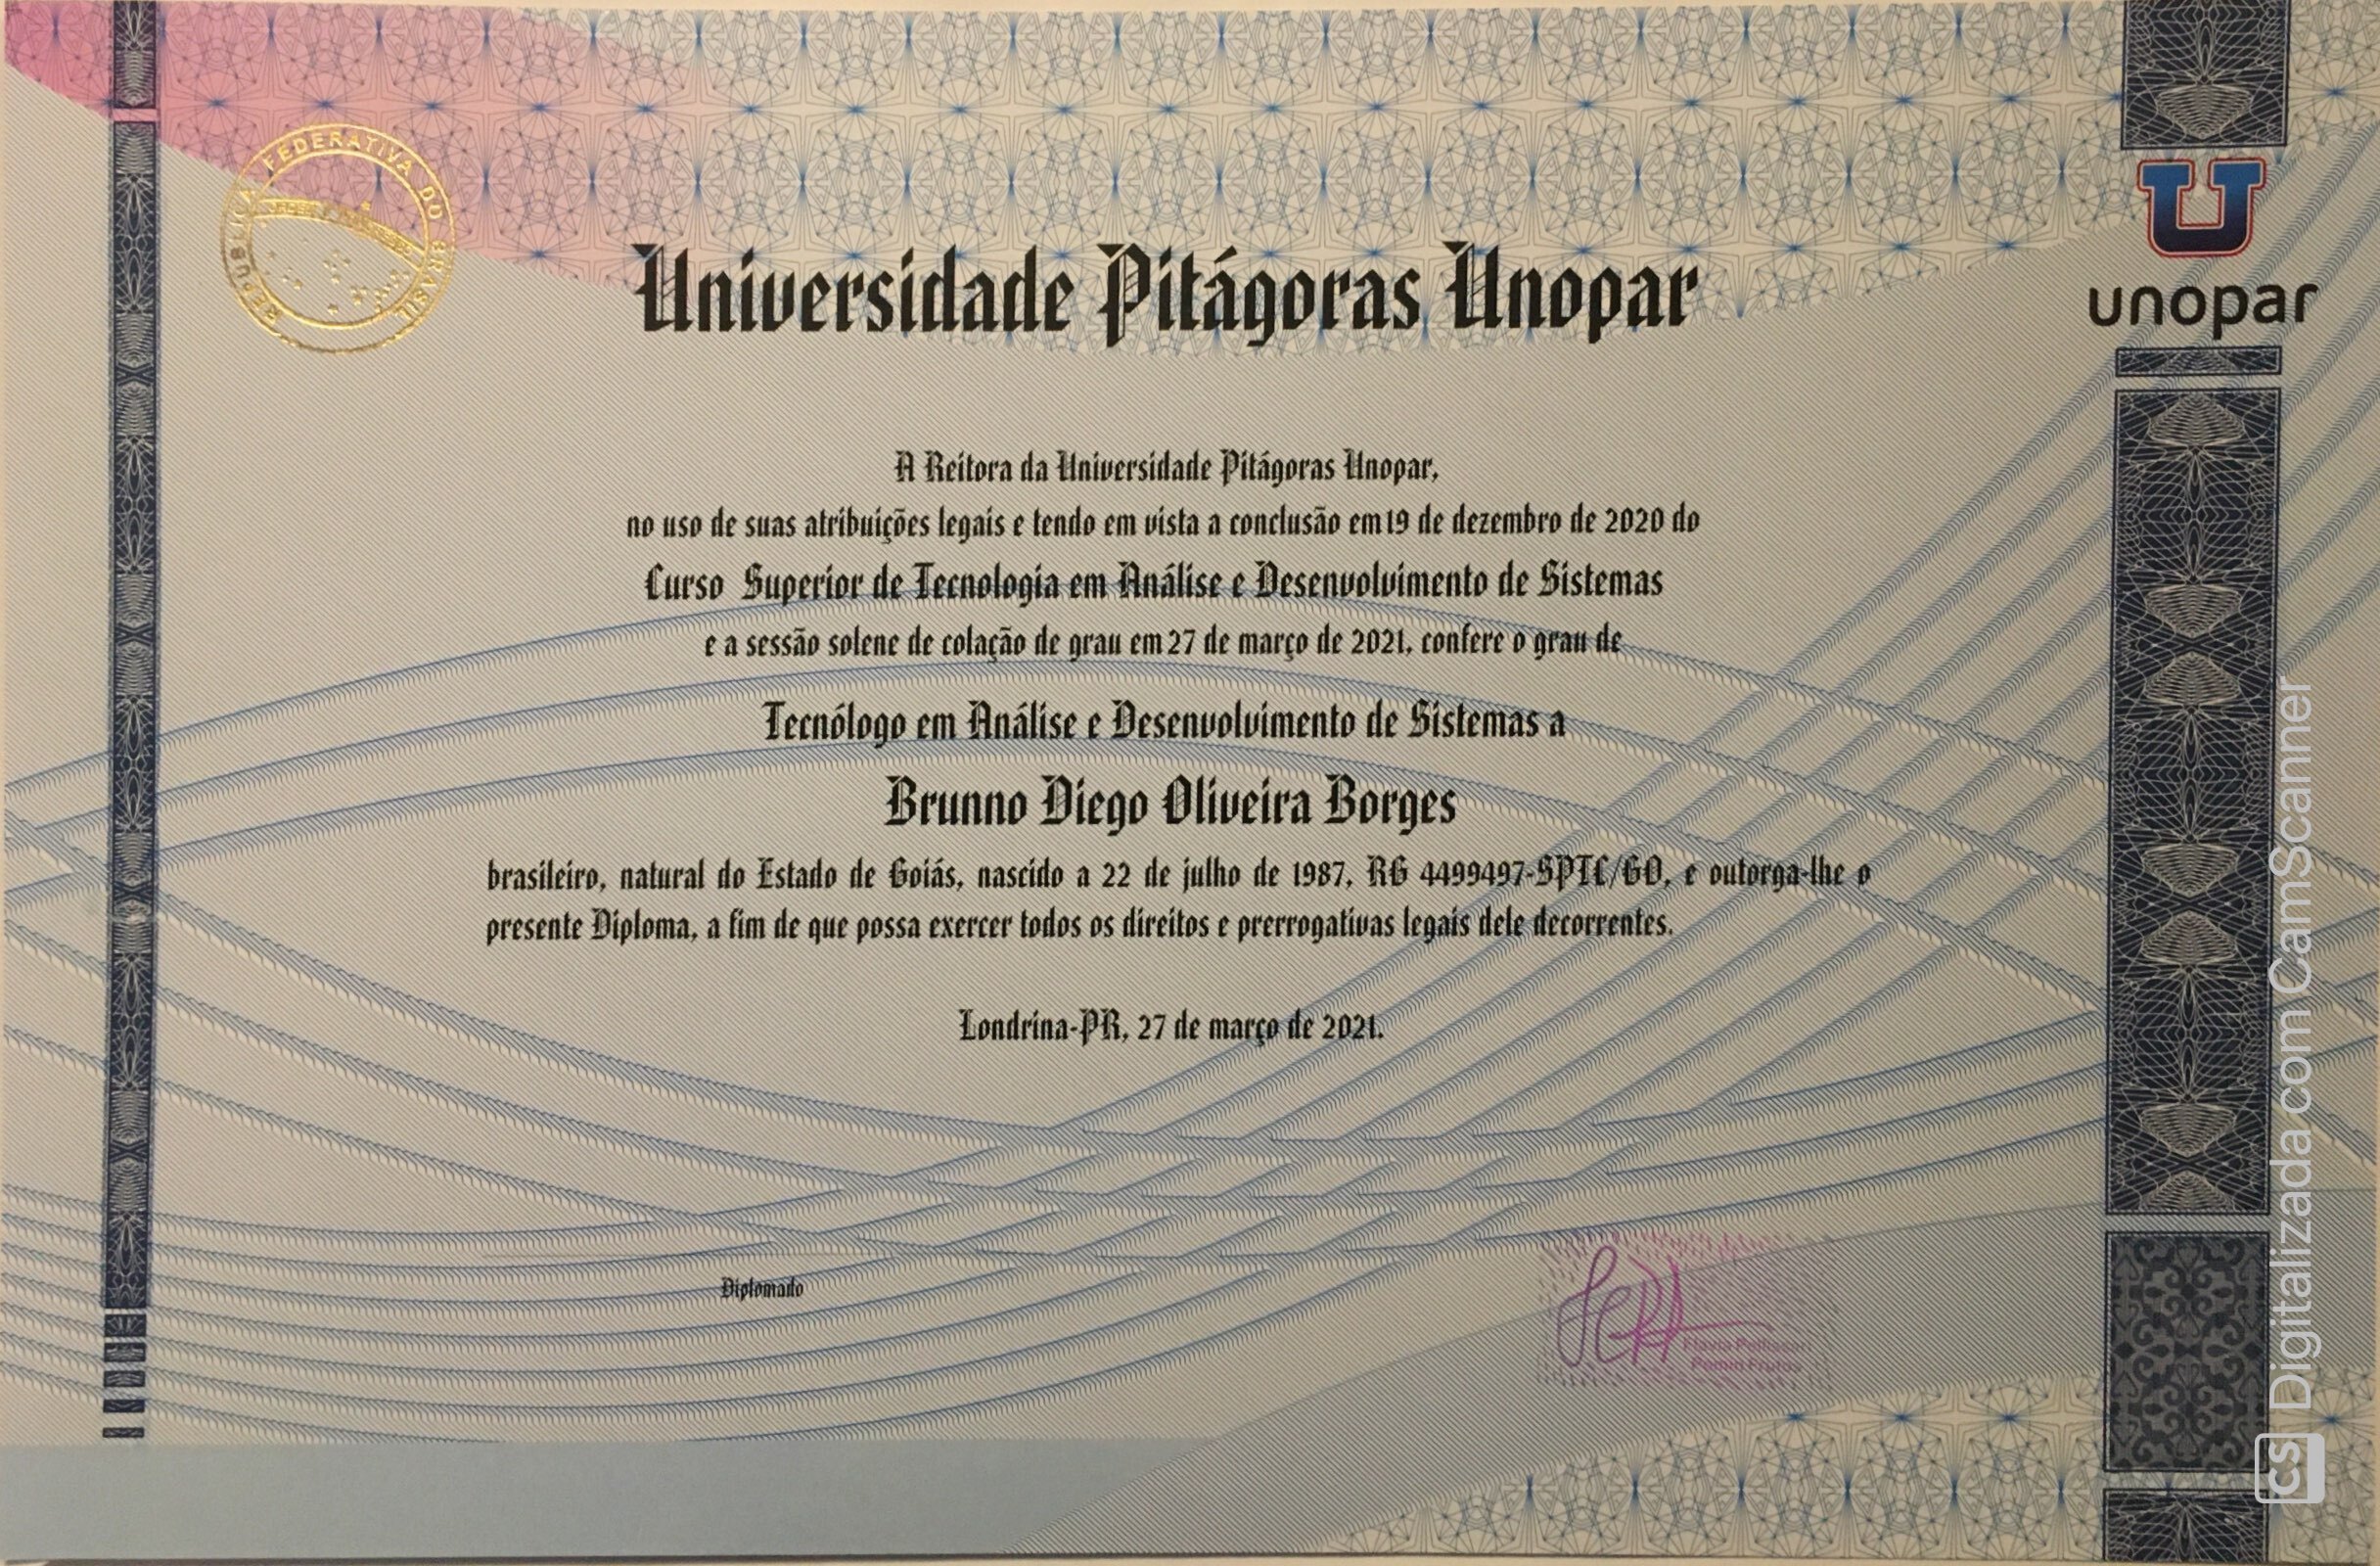 REPÚBLICA FEDERATIVA DO BRASIL
unopar
Universidade Pitágoras Unopar
A Reitora da Universidade Pitágoras Unopar,
no uso de suas atribuições legais e tendo em vista a conclusão em 19 de dezembro de 2020 do
Curso Superior de Tecnologia em Análise e Desenvolvimento de Sistemas
e a sessão solene de colação de grau em 27 de março de 2021, confere o grau de
Tecnólogo em Análise e Desenvolvimento de Sistemas a
Brunno Diego Oliveira Borges
brasileiro, natural do Estado de Goiás, nascido a 22 de julho de 1987, RG 4499497-SPTC/GO, e outorga-lhe o
presente Diploma, a fim de que possa exercer todos os direitos e prerrogativas legais dele decorrentes.
Londrina-PR, 27 de março de 2021.
Diplomado
Flavia Pellissari
Pomin Frutos
CS Digitalizada com CamScanner